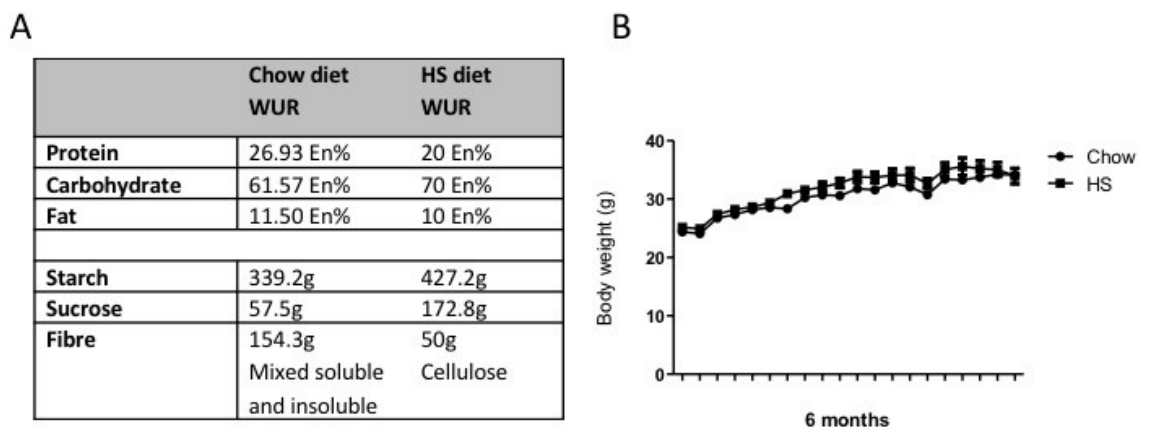 A
Chow diet WUR HS diet WUR
Protein 26.93 En% 20 En%
Carbohydrate 61.57 En% 70 En%
Fat 11.50 En% 10 En%
Starch 339.2g 427.2g
Sucrose 57.5g 172.8g
Fibre 154.3g 50g
Mixed soluble Cellulose
and insoluble
B
40
30
20
10
0
Body weight (g)
6 months
Chow
HS